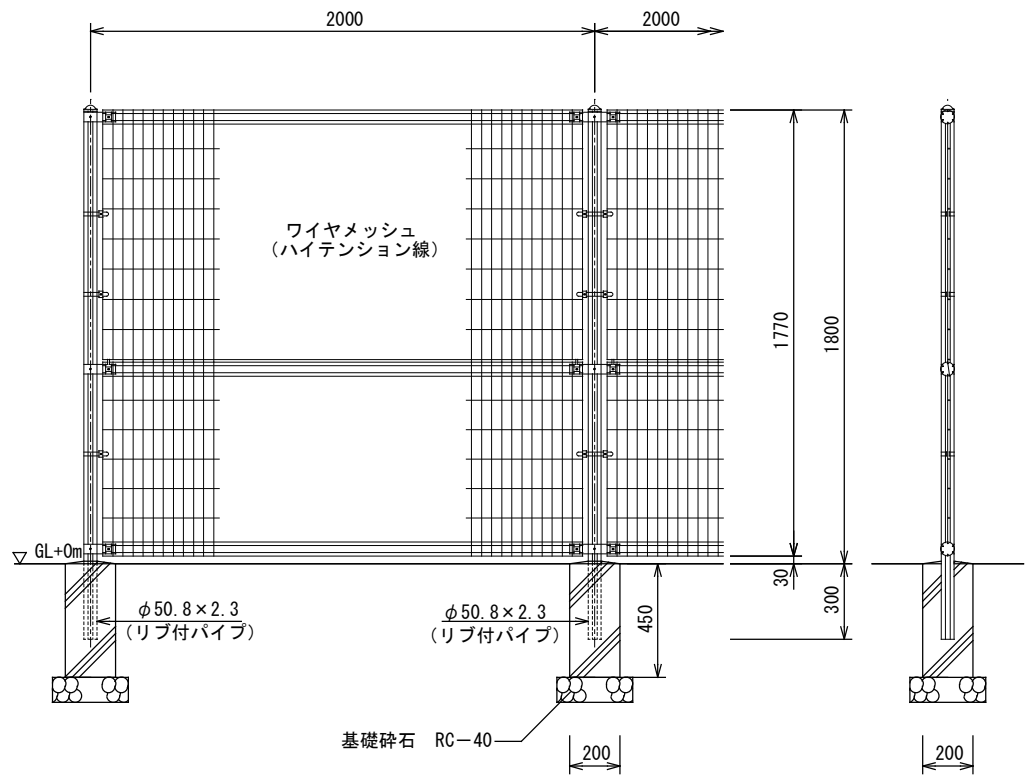 2000
2000
ワイヤメッシュ
(ハイテンション線)
1770
1800
GL+0m
30
300
450
φ50.8×2.3
(リブ付パイプ)
φ50.8×2.3
(リブ付パイプ)
基礎砕石 RC-40
200
200